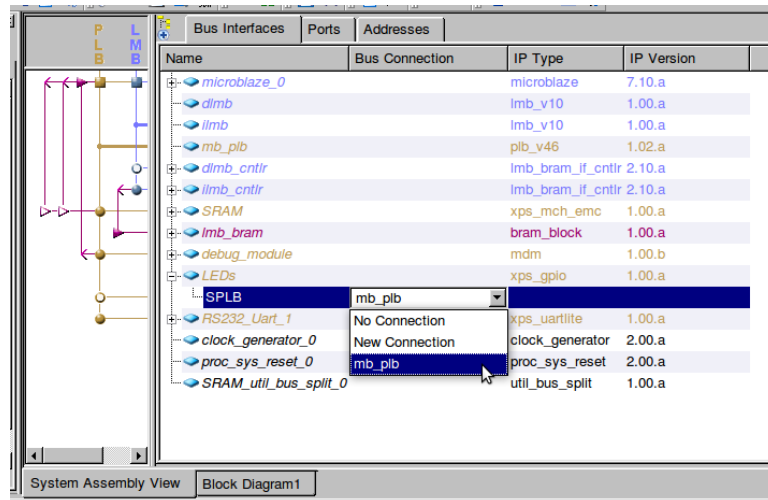 Bus Interfaces Ports Addresses
P L B
L M B
Name Bus Connection IP Type IP Version
microblaze_0 microblaze 7.10.a
dlmb lmb_v10 1.00.a
ilmb lmb_v10 1.00.a
mb_plb plb_v46 1.02.a
dlmb_cntlr lmb_bram_if_cntlr 2.10.a
ilmb_cntlr lmb_bram_if_cntlr 2.10.a
SRAM xps_mch_emc 1.00.a
lmb_bram bram_block 1.00.a
debug_module mdm 1.00.b
LEDs xps_gpio 1.00.a
SPLB mb_plb
RS232_Uart_1 No Connection xps_uartlite 1.00.a
clock_generator_0 New Connection clock_generator 2.00.a
proc_sys_reset_0 mb_plb proc_sys_reset 2.00.a
SRAM_util_bus_split_0 util_bus_split 1.00.a
System Assembly View Block Diagram1